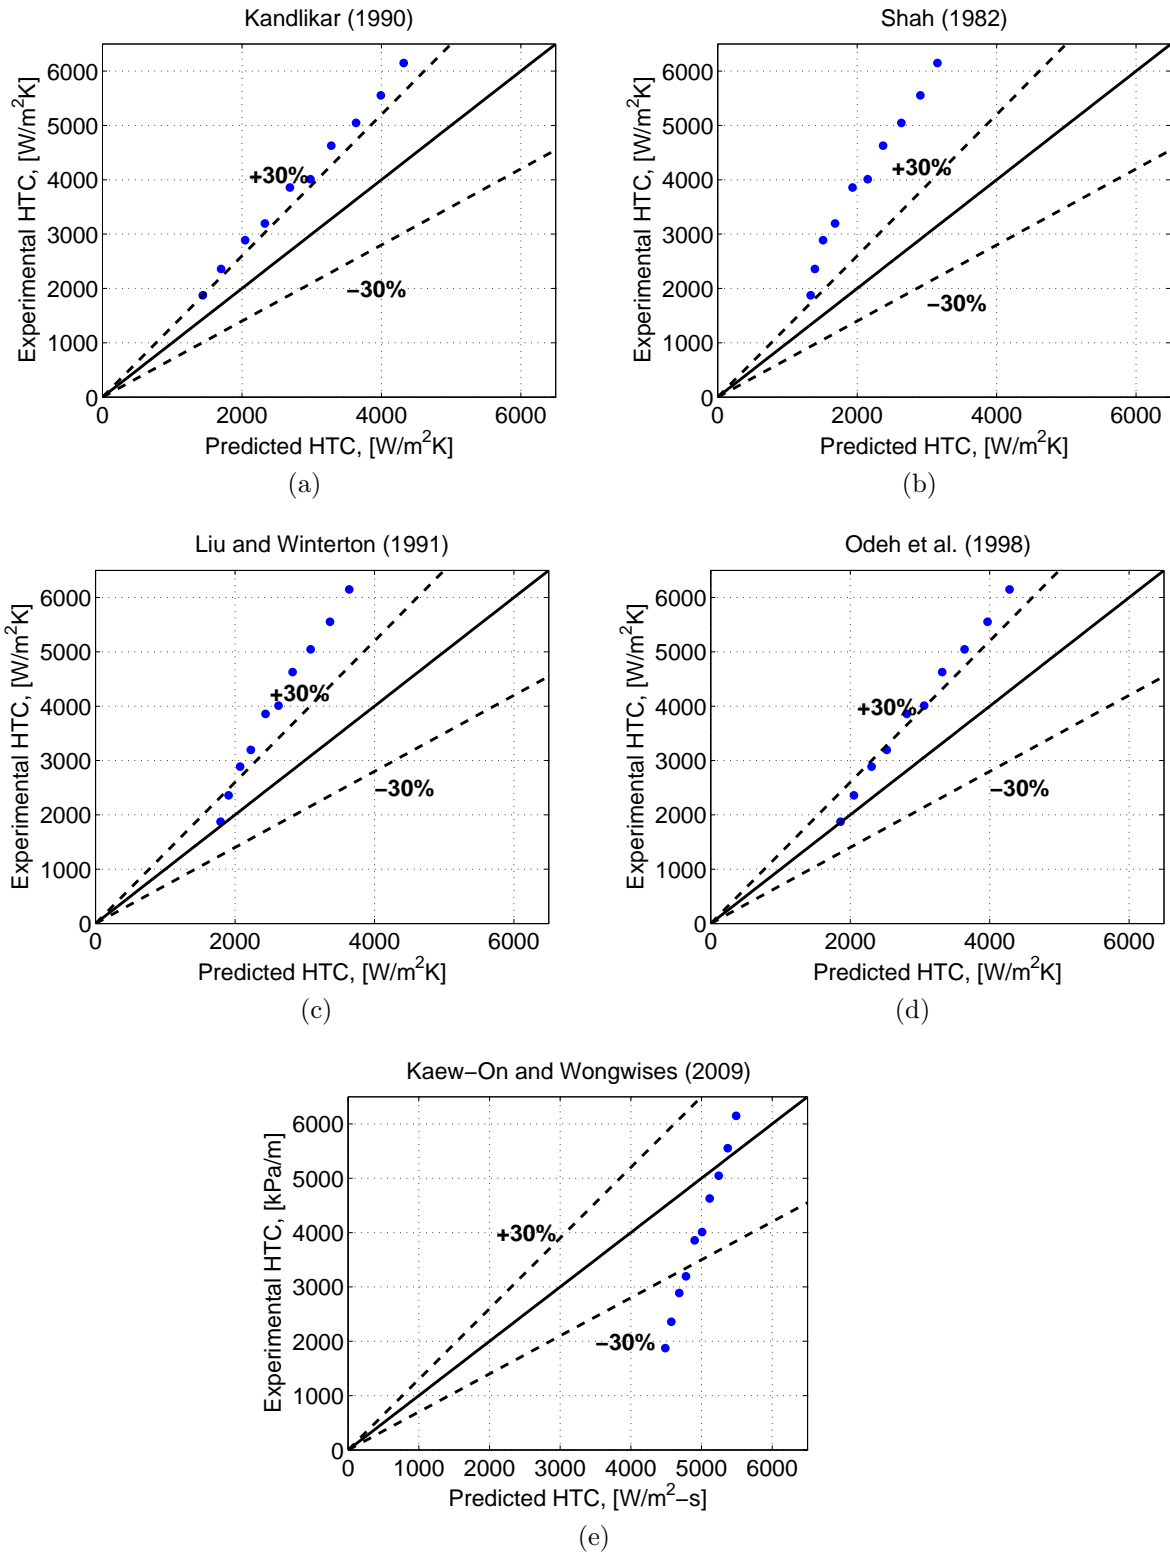 Kandlikar (1990)
Experimental HTC, [W/m²K]
6000
5000
4000
3000
2000
1000
0
+30%
−30%
0 2000 4000 6000
Predicted HTC, [W/m²K]
(a)
Shah (1982)
Experimental HTC, [W/m²K]
6000
5000
4000
3000
2000
1000
0
+30%
−30%
0 2000 4000 6000
Predicted HTC, [W/m²K]
(b)
Liu and Winterton (1991)
Experimental HTC, [W/m²K]
6000
5000
4000
3000
2000
1000
0
+30%
−30%
0 2000 4000 6000
Predicted HTC, [W/m²K]
(c)
Odeh et al. (1998)
Experimental HTC, [W/m²K]
6000
5000
4000
3000
2000
1000
0
+30%
−30%
0 2000 4000 6000
Predicted HTC, [W/m²K]
(d)
Kaew−On and Wongwises (2009)
Experimental HTC, [kPa/m]
6000
5000
4000
3000
2000
1000
0
+30%
−30%
0 1000 2000 3000 4000 5000 6000
Predicted HTC, [W/m²−s]
(e)